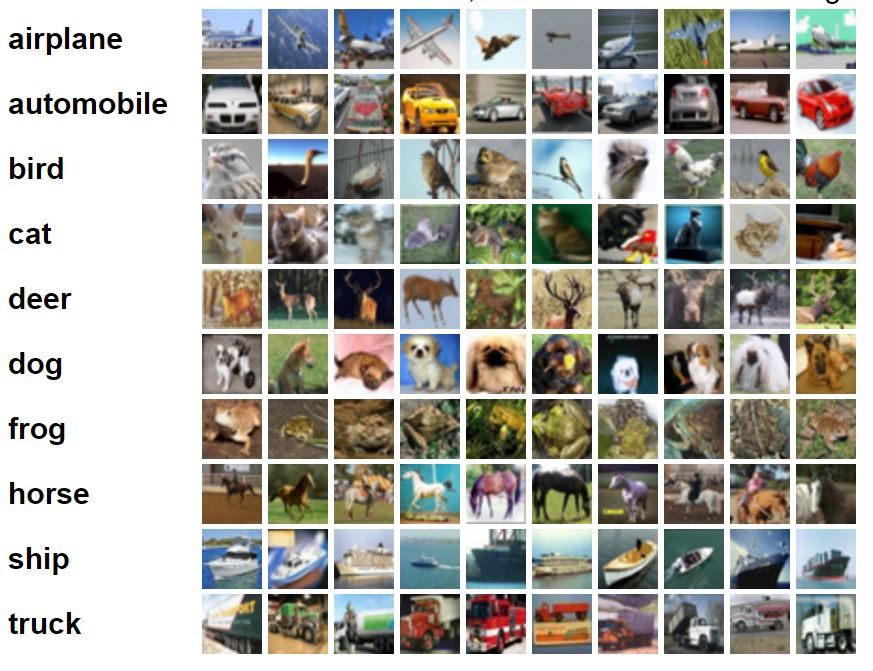 airplane
automobile
bird
cat
deer
dog
frog
horse
ship
truck